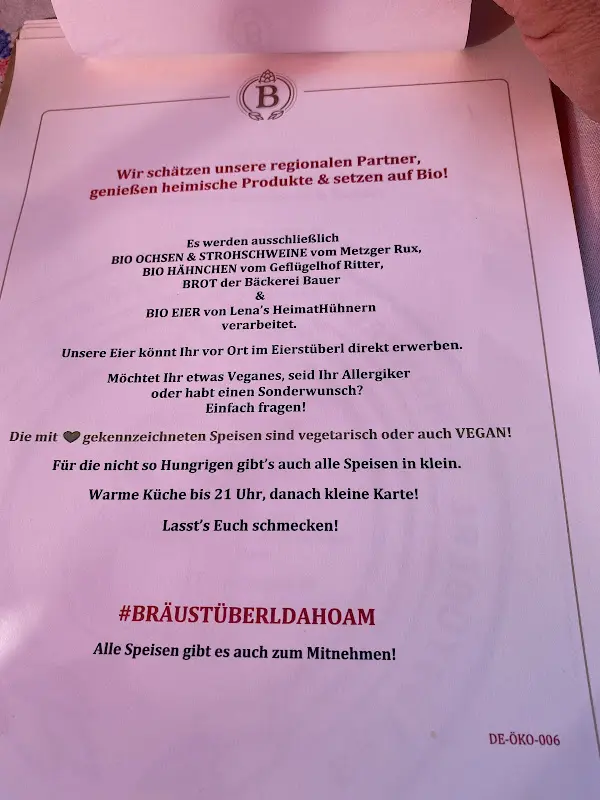 B
Wir schätzen unsere regionalen Partner,
genießen heimische Produkte & setzen auf Bio!
Es werden ausschließlich
BIO OCHSEN & STROHSCHWEINE vom Metzger Rux,
BIO HÄHNCHEN vom Geflügelhof Ritter,
BROT der Bäckerei Bauer
&
BIO EIER von Lena's HeimatHühnern
verarbeitet.
Unsere Eier könnt Ihr vor Ort im Eierstüberl direkt erwerben.
Möchtet Ihr etwas Veganes, seid Ihr Allergiker
oder habt einen Sonderwunsch?
Einfach fragen!
Die mit 🖤 gekennzeichneten Speisen sind vegetarisch oder auch VEGAN!
Für die nicht so Hungrigen gibt's auch alle Speisen in klein.
Warme Küche bis 21 Uhr, danach kleine Karte!
Lasst's Euch schmecken!
#BRÄUSTÜBERLDAHOAM
Alle Speisen gibt es auch zum Mitnehmen!
DE-ÖKO-006